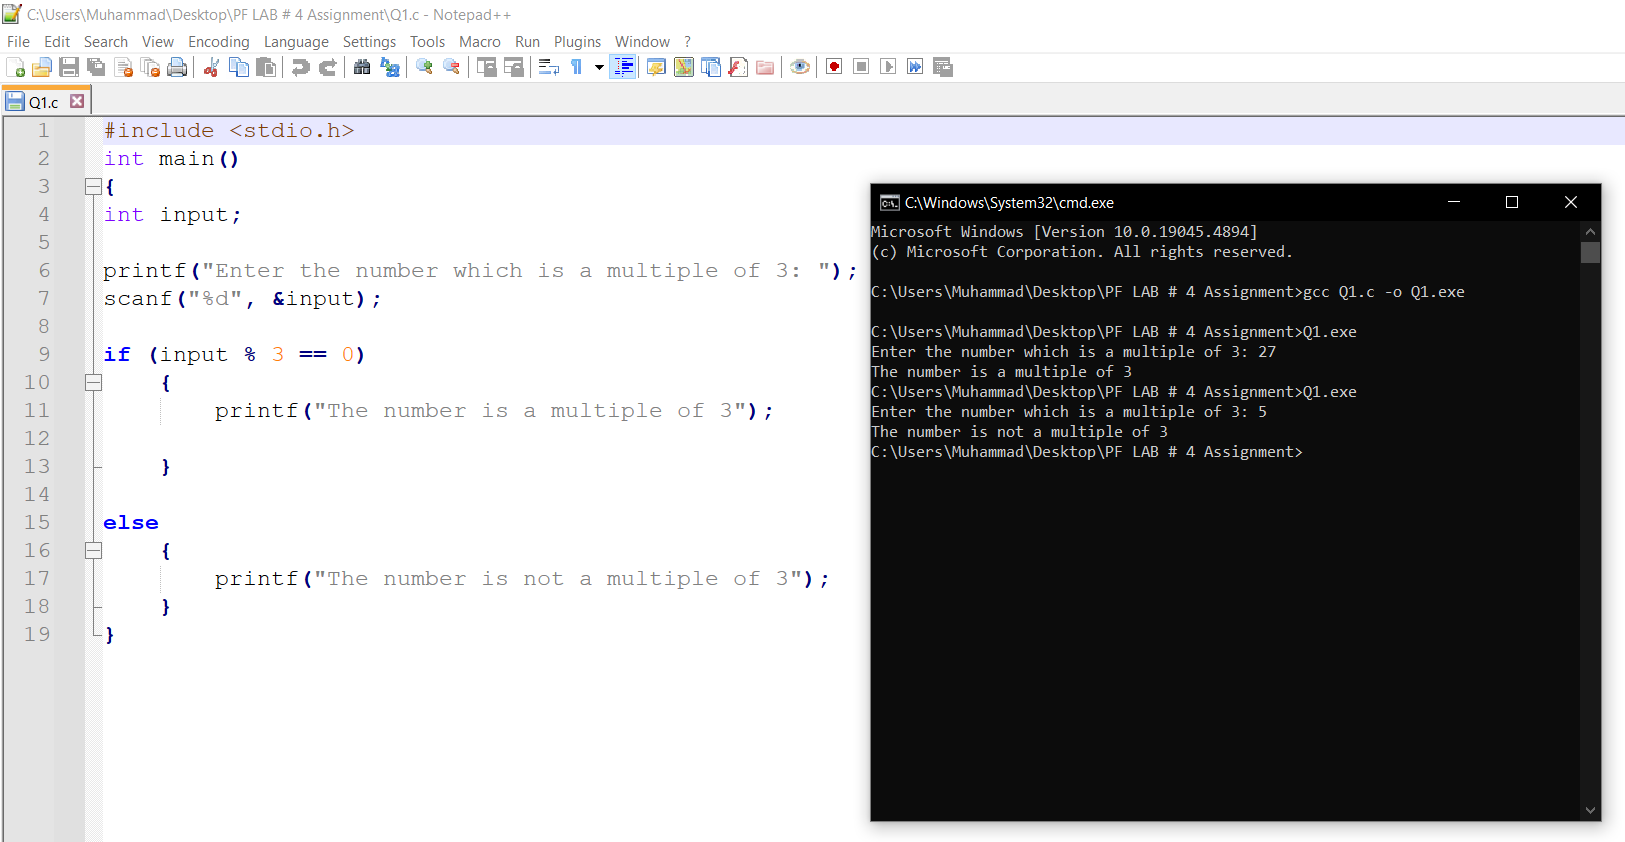 C:\Users\Muhammad\Desktop\PF LAB # 4 Assignment\Q1.c - Notepad++
File Edit Search View Encoding Language Settings Tools Macro Run Plugins Window ?
Q1.c
1 #include <stdio.h>
2 int main()
3 {
4 int input;
5
6 printf("Enter the number which is a multiple of 3: ");
7 scanf("%d", &input);
8
9 if (input % 3 == 0)
10 {
11 printf("The number is a multiple of 3");
12
13 }
14
15 else
16 {
17 printf("The number is not a multiple of 3");
18 }
19 }
C:\Windows\System32\cmd.exe
Microsoft Windows [Version 10.0.19045.4894]
(c) Microsoft Corporation. All rights reserved.
C:\Users\Muhammad\Desktop\PF LAB # 4 Assignment>gcc Q1.c -o Q1.exe
C:\Users\Muhammad\Desktop\PF LAB # 4 Assignment>Q1.exe
Enter the number which is a multiple of 3: 27
The number is a multiple of 3
C:\Users\Muhammad\Desktop\PF LAB # 4 Assignment>Q1.exe
Enter the number which is a multiple of 3: 5
The number is not a multiple of 3
C:\Users\Muhammad\Desktop\PF LAB # 4 Assignment>